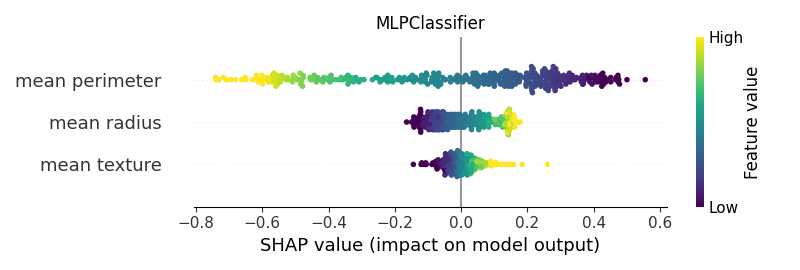 MLPClassifier
mean perimeter
mean radius
mean texture
−0.8 −0.6 −0.4 −0.2 0.0 0.2 0.4 0.6
SHAP value (impact on model output)
High
Feature value
Low